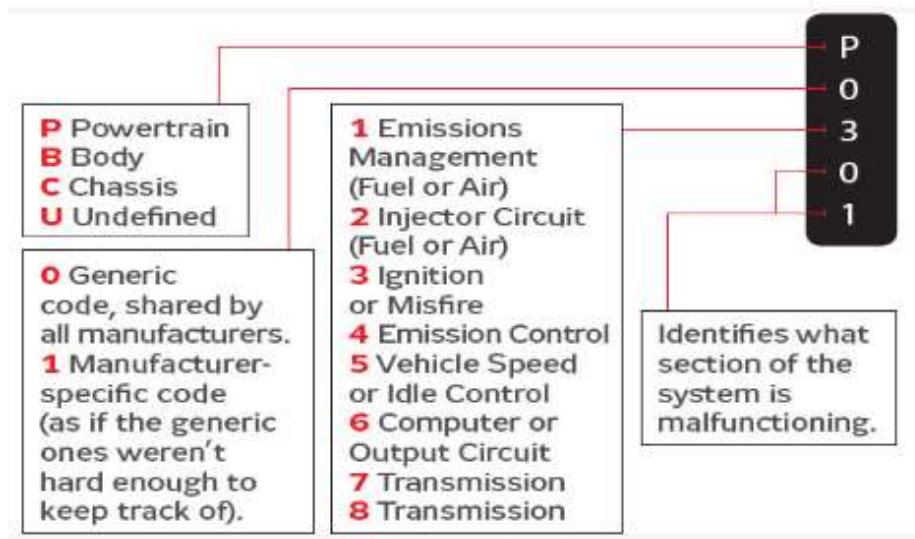 P
0
3
0
1
P Powertrain
B Body
C Chassis
U Undefined
0 Generic
code, shared by
all manufacturers.
1 Manufacturer-
specific code
(as if the generic
ones weren't
hard enough to
keep track of).
1 Emissions
Management
(Fuel or Air)
2 Injector Circuit
(Fuel or Air)
3 Ignition
or Misfire
4 Emission Control
5 Vehicle Speed
or Idle Control
6 Computer or
Output Circuit
7 Transmission
8 Transmission
Identifies what
section of the
system is
malfunctioning.